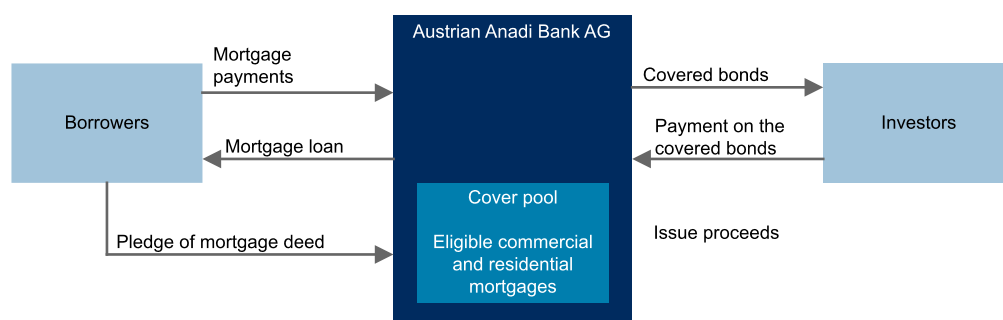 Austrian Anadi Bank AG
Mortgage
payments
Covered bonds
Borrowers
Investors
Payment on the
covered bonds
Mortgage loan
Cover pool
Pledge of mortgage deed
Eligible commercial
and residential
mortgages
Issue proceeds